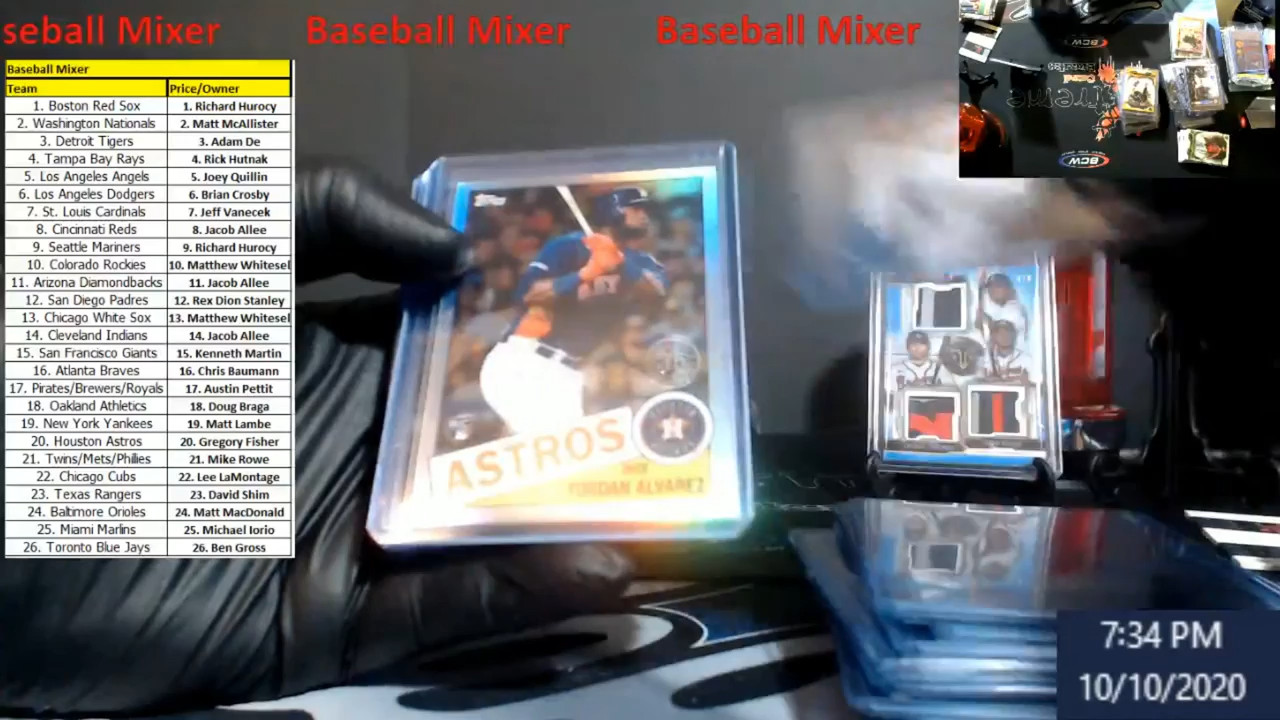 seball Mixer Baseball Mixer Baseball Mixer
Baseball Mixer
Team Price/Owner
1. Boston Red Sox 1. Richard Hurocy
2. Washington Nationals 2. Matt McAllister
3. Detroit Tigers 3. Adam De
4. Tampa Bay Rays 4. Rick Hutnak
5. Los Angeles Angels 5. Joey Quillin
6. Los Angeles Dodgers 6. Brian Crosby
7. St. Louis Cardinals 7. Jeff Vanecek
8. Cincinnati Reds 8. Jacob Allee
9. Seattle Mariners 9. Richard Hurocy
10. Colorado Rockies 10. Matthew Whitesel
11. Arizona Diamondbacks 11. Jacob Allee
12. San Diego Padres 12. Rex Dion Stanley
13. Chicago White Sox 13. Matthew Whitesel
14. Cleveland Indians 14. Jacob Allee
15. San Francisco Giants 15. Kenneth Martin
16. Atlanta Braves 16. Chris Baumann
17. Pirates/Brewers/Royals 17. Austin Pettit
18. Oakland Athletics 18. Doug Braga
19. New York Yankees 19. Matt Lambe
20. Houston Astros 20. Gregory Fisher
21. Twins/Mets/Phillies 21. Mike Rowe
22. Chicago Cubs 22. Lee LaMontage
23. Texas Rangers 23. David Shim
24. Baltimore Orioles 24. Matt MacDonald
25. Miami Marlins 25. Michael Iorio
26. Toronto Blue Jays 26. Ben Gross
Topps
ASTROS
H
YORDAN ALVAREZ
BCW
BCW
7:34 PM
10/10/2020